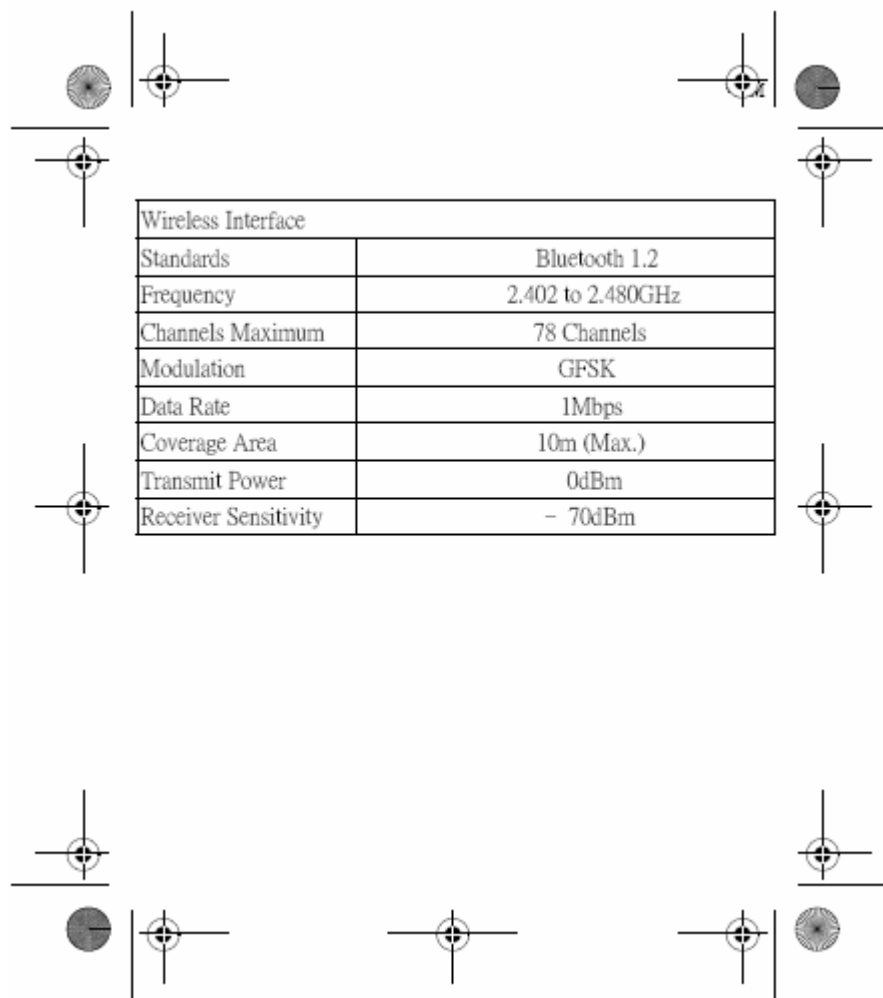 Wireless Interface
Standards Bluetooth 1.2
Frequency 2.402 to 2.480GHz
Channels Maximum 78 Channels
Modulation GFSK
Data Rate 1Mbps
Coverage Area 10m (Max.)
Transmit Power 0dBm
Receiver Sensitivity － 70dBm